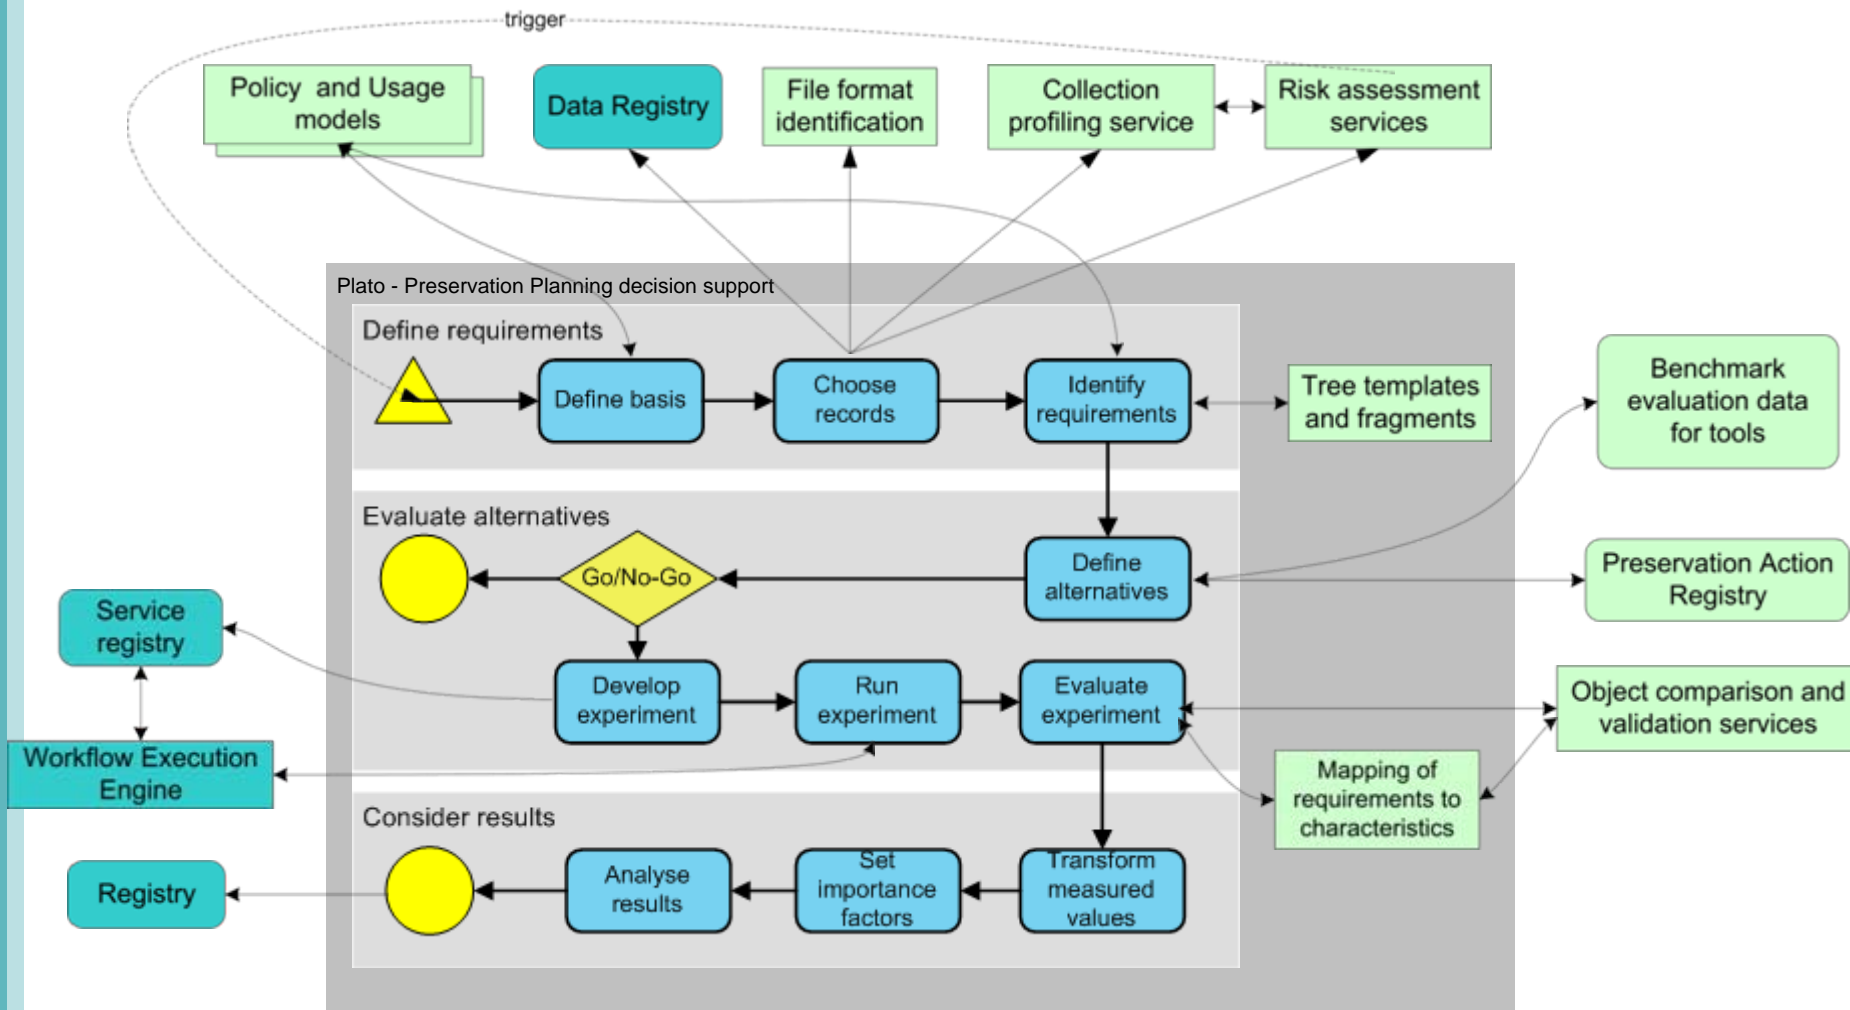 trigger
Policy and Usage
models
Data Registry
File format
identification
Collection
profiling service
Risk assessment
services
Plato - Preservation Planning decision support
Define requirements
Define basis
Choose
records
Identify
requirements
Tree templates
and fragments
Benchmark
evaluation data
for tools
Evaluate alternatives
Go/No-Go
Define
alternatives
Preservation Action
Registry
Service
registry
Develop
experiment
Run
experiment
Evaluate
experiment
Object comparison and
validation services
Workflow Execution
Engine
Mapping of
requirements to
characteristics
Consider results
Registry
Analyse
results
Set
importance
factors
Transform
measured
values